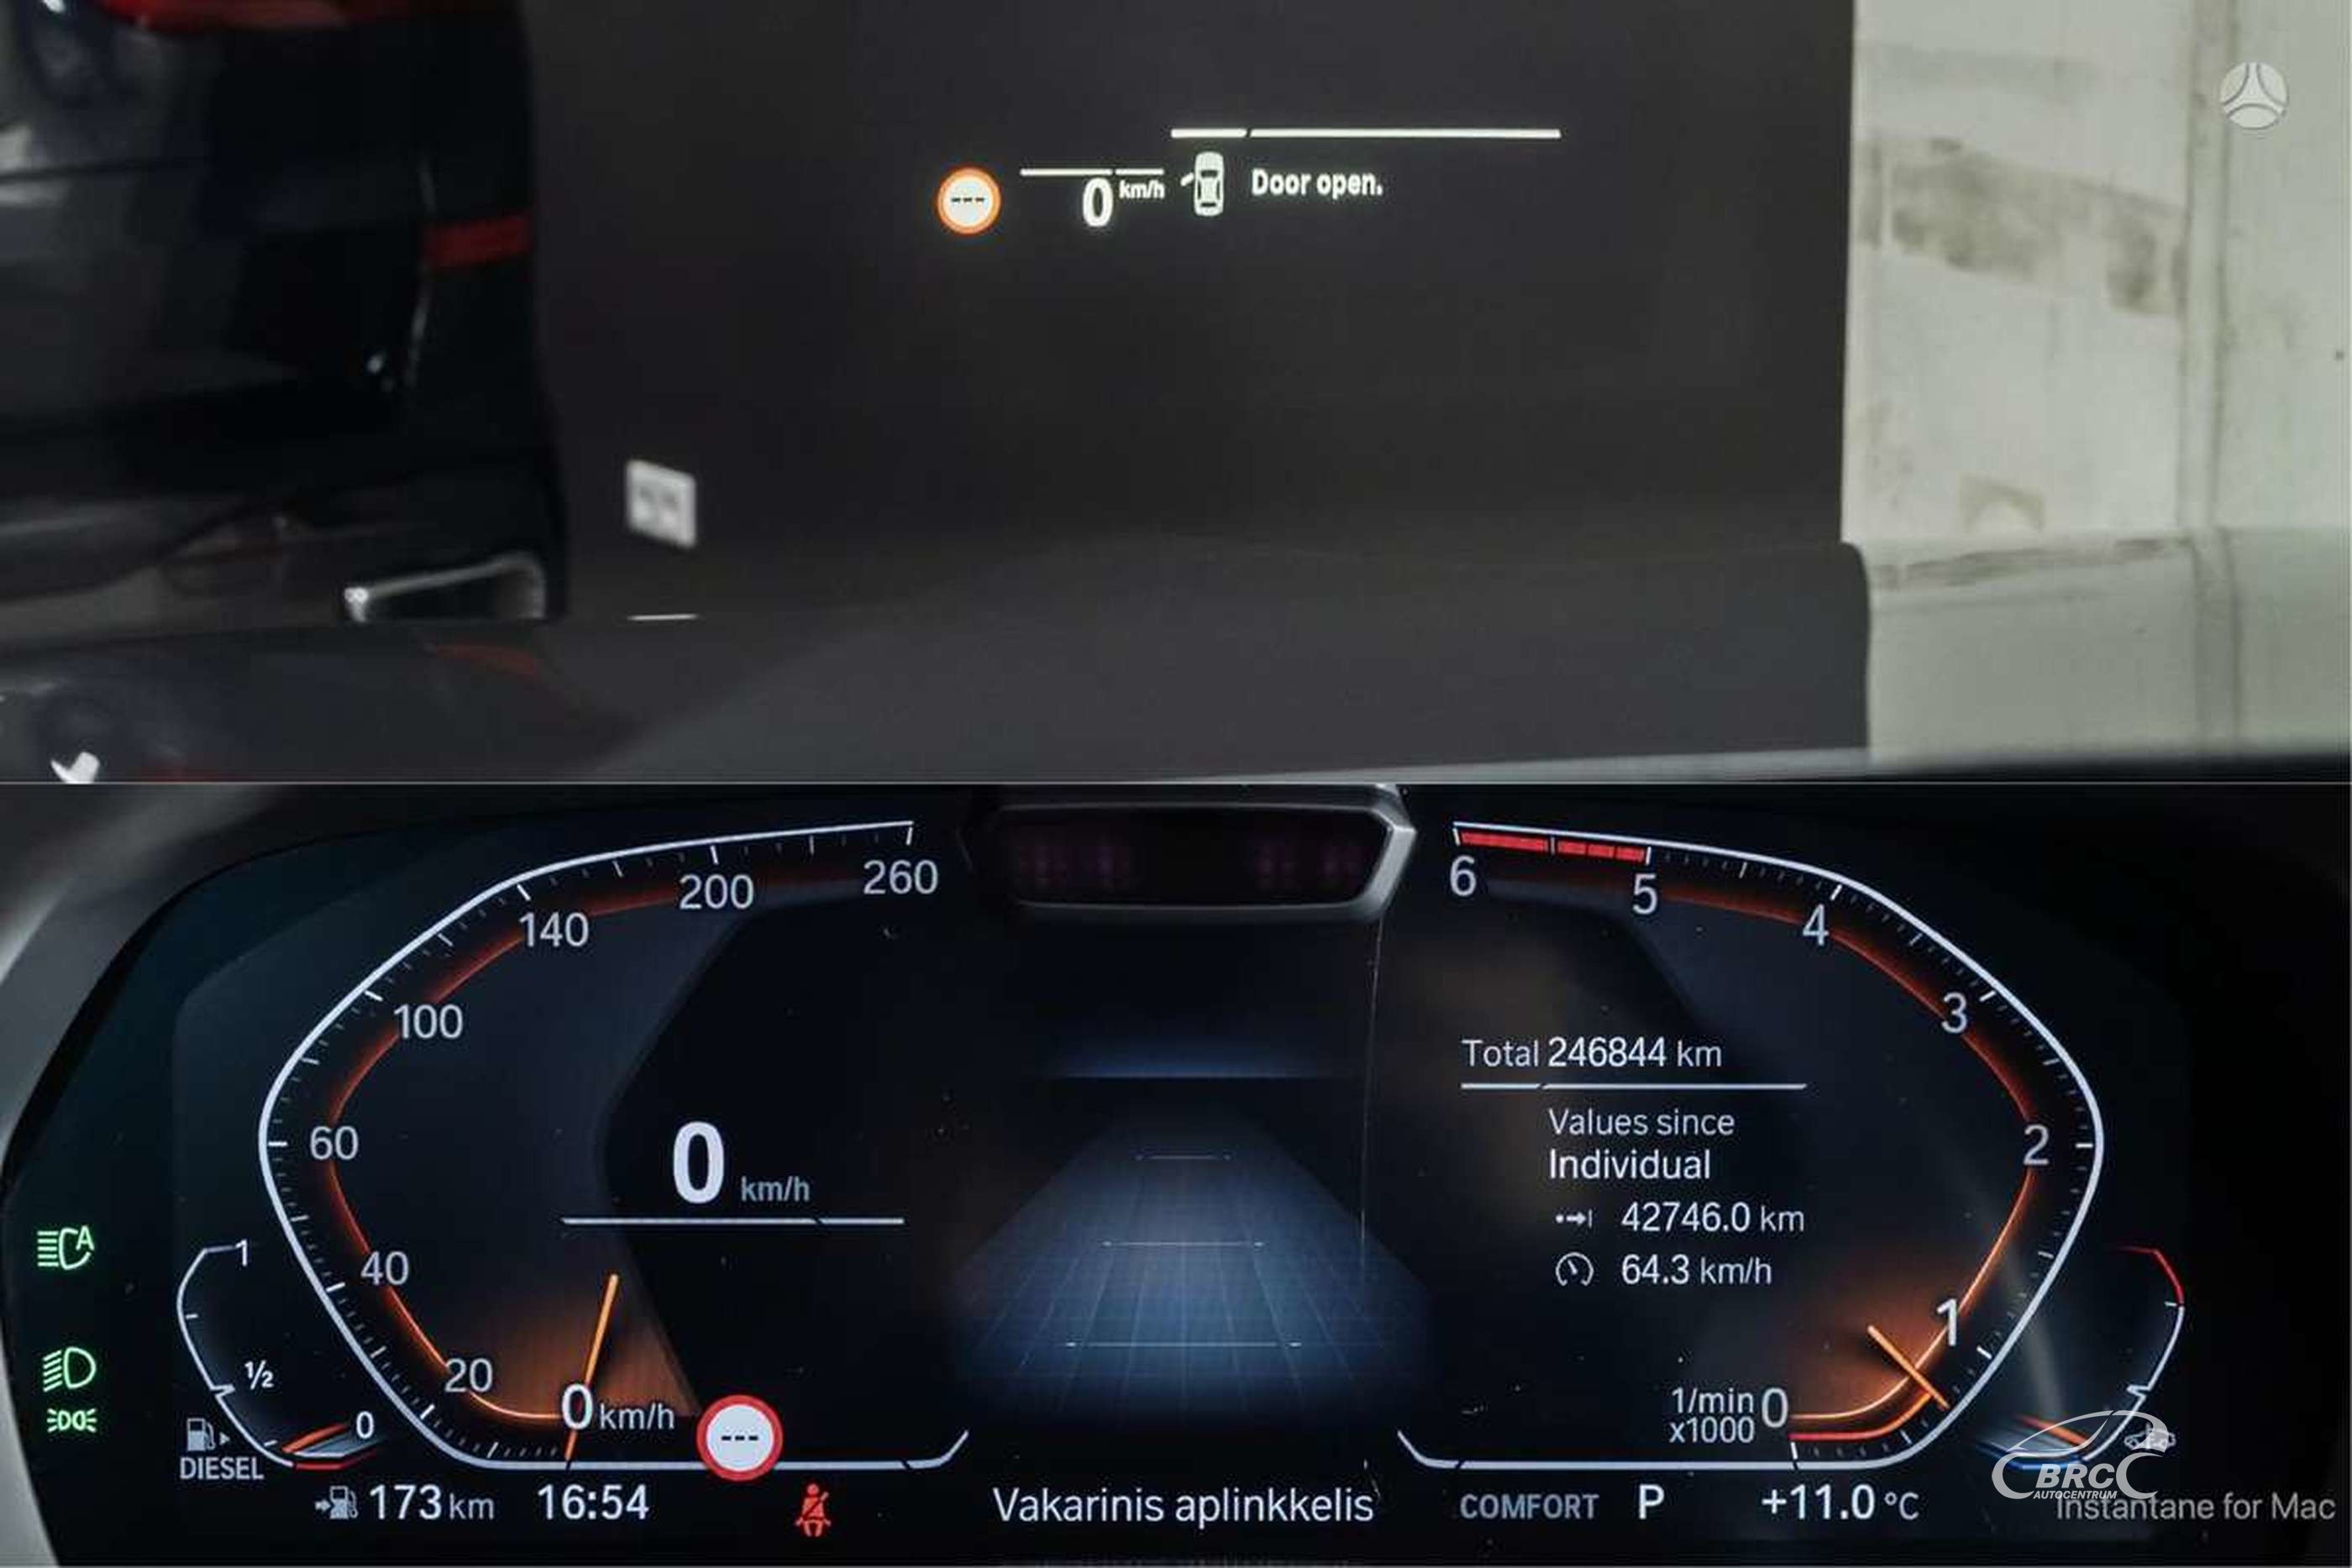 ---
0 km/h
Door open.
260
200
140
100
60
40
20
0 km/h
0 km/h
---
1
1/2
0
DIESEL
173 km
16:54
Vakarinis aplinkkelis
6
5
4
3
2
1
1/min
x1000
0
Total 246844 km
Values since
Individual
42746.0 km
64.3 km/h
COMFORT P +11.0 °C
A
BRC
AUTOCENTRUM
Instantane for Mac